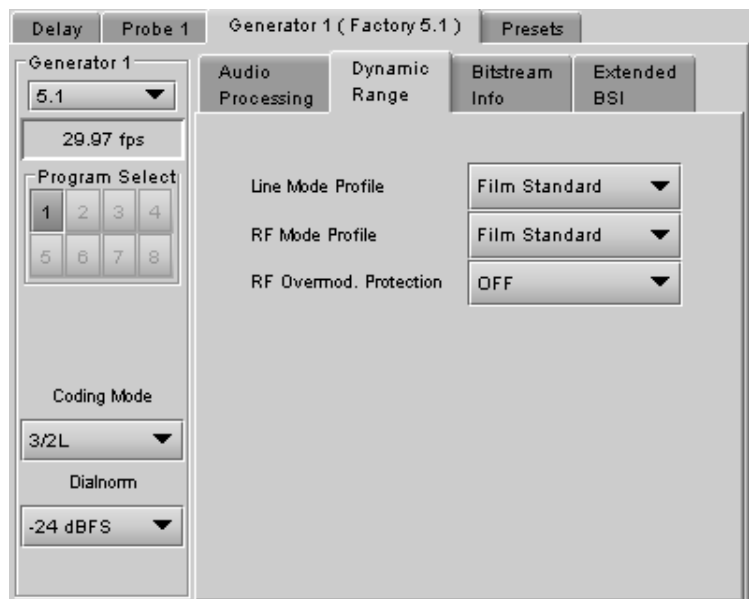 Delay
Probe 1
Generator 1 ( Factory 5.1 )
Presets
Generator 1
5.1
29.97 fps
Program Select
1 2 3 4
5 6 7 8
Coding Mode
3/2L
Dialnorm
-24 dBFS
Audio
Processing
Dynamic
Range
Bitstream
Info
Extended
BSI
Line Mode Profile
Film Standard
RF Mode Profile
Film Standard
RF Overmod. Protection
OFF